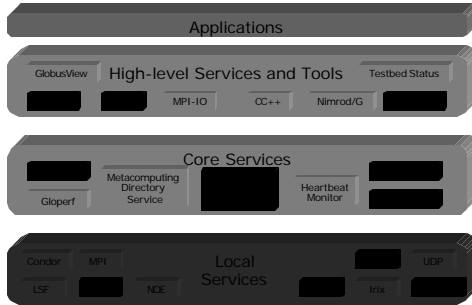 Applications
GlobusView
High-level Services and Tools
Testbed Status
MPI-IO
CC++
Nimrod/G
Core Services
Metacomputing
Directory
Service
Gloperf
Heartbeat
Monitor
Condor
MPI
Local
Services
UDP
LSF
NQE
Irix